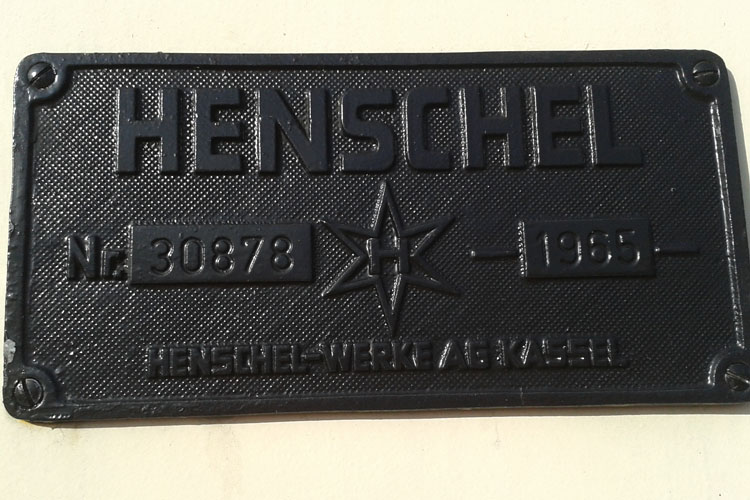 HENSCHEL
Nr. 30878 H 1965
HENSCHEL-WERKE AG KASSEL